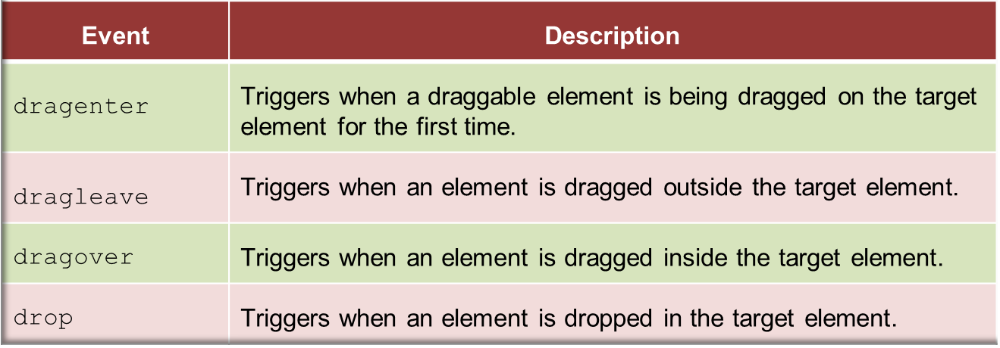 Event Description
dragenter
Triggers when a draggable element is being dragged on the target
element for the first time.
dragleave
Triggers when an element is dragged outside the target element.
dragover
Triggers when an element is dragged inside the target element.
drop
Triggers when an element is dropped in the target element.